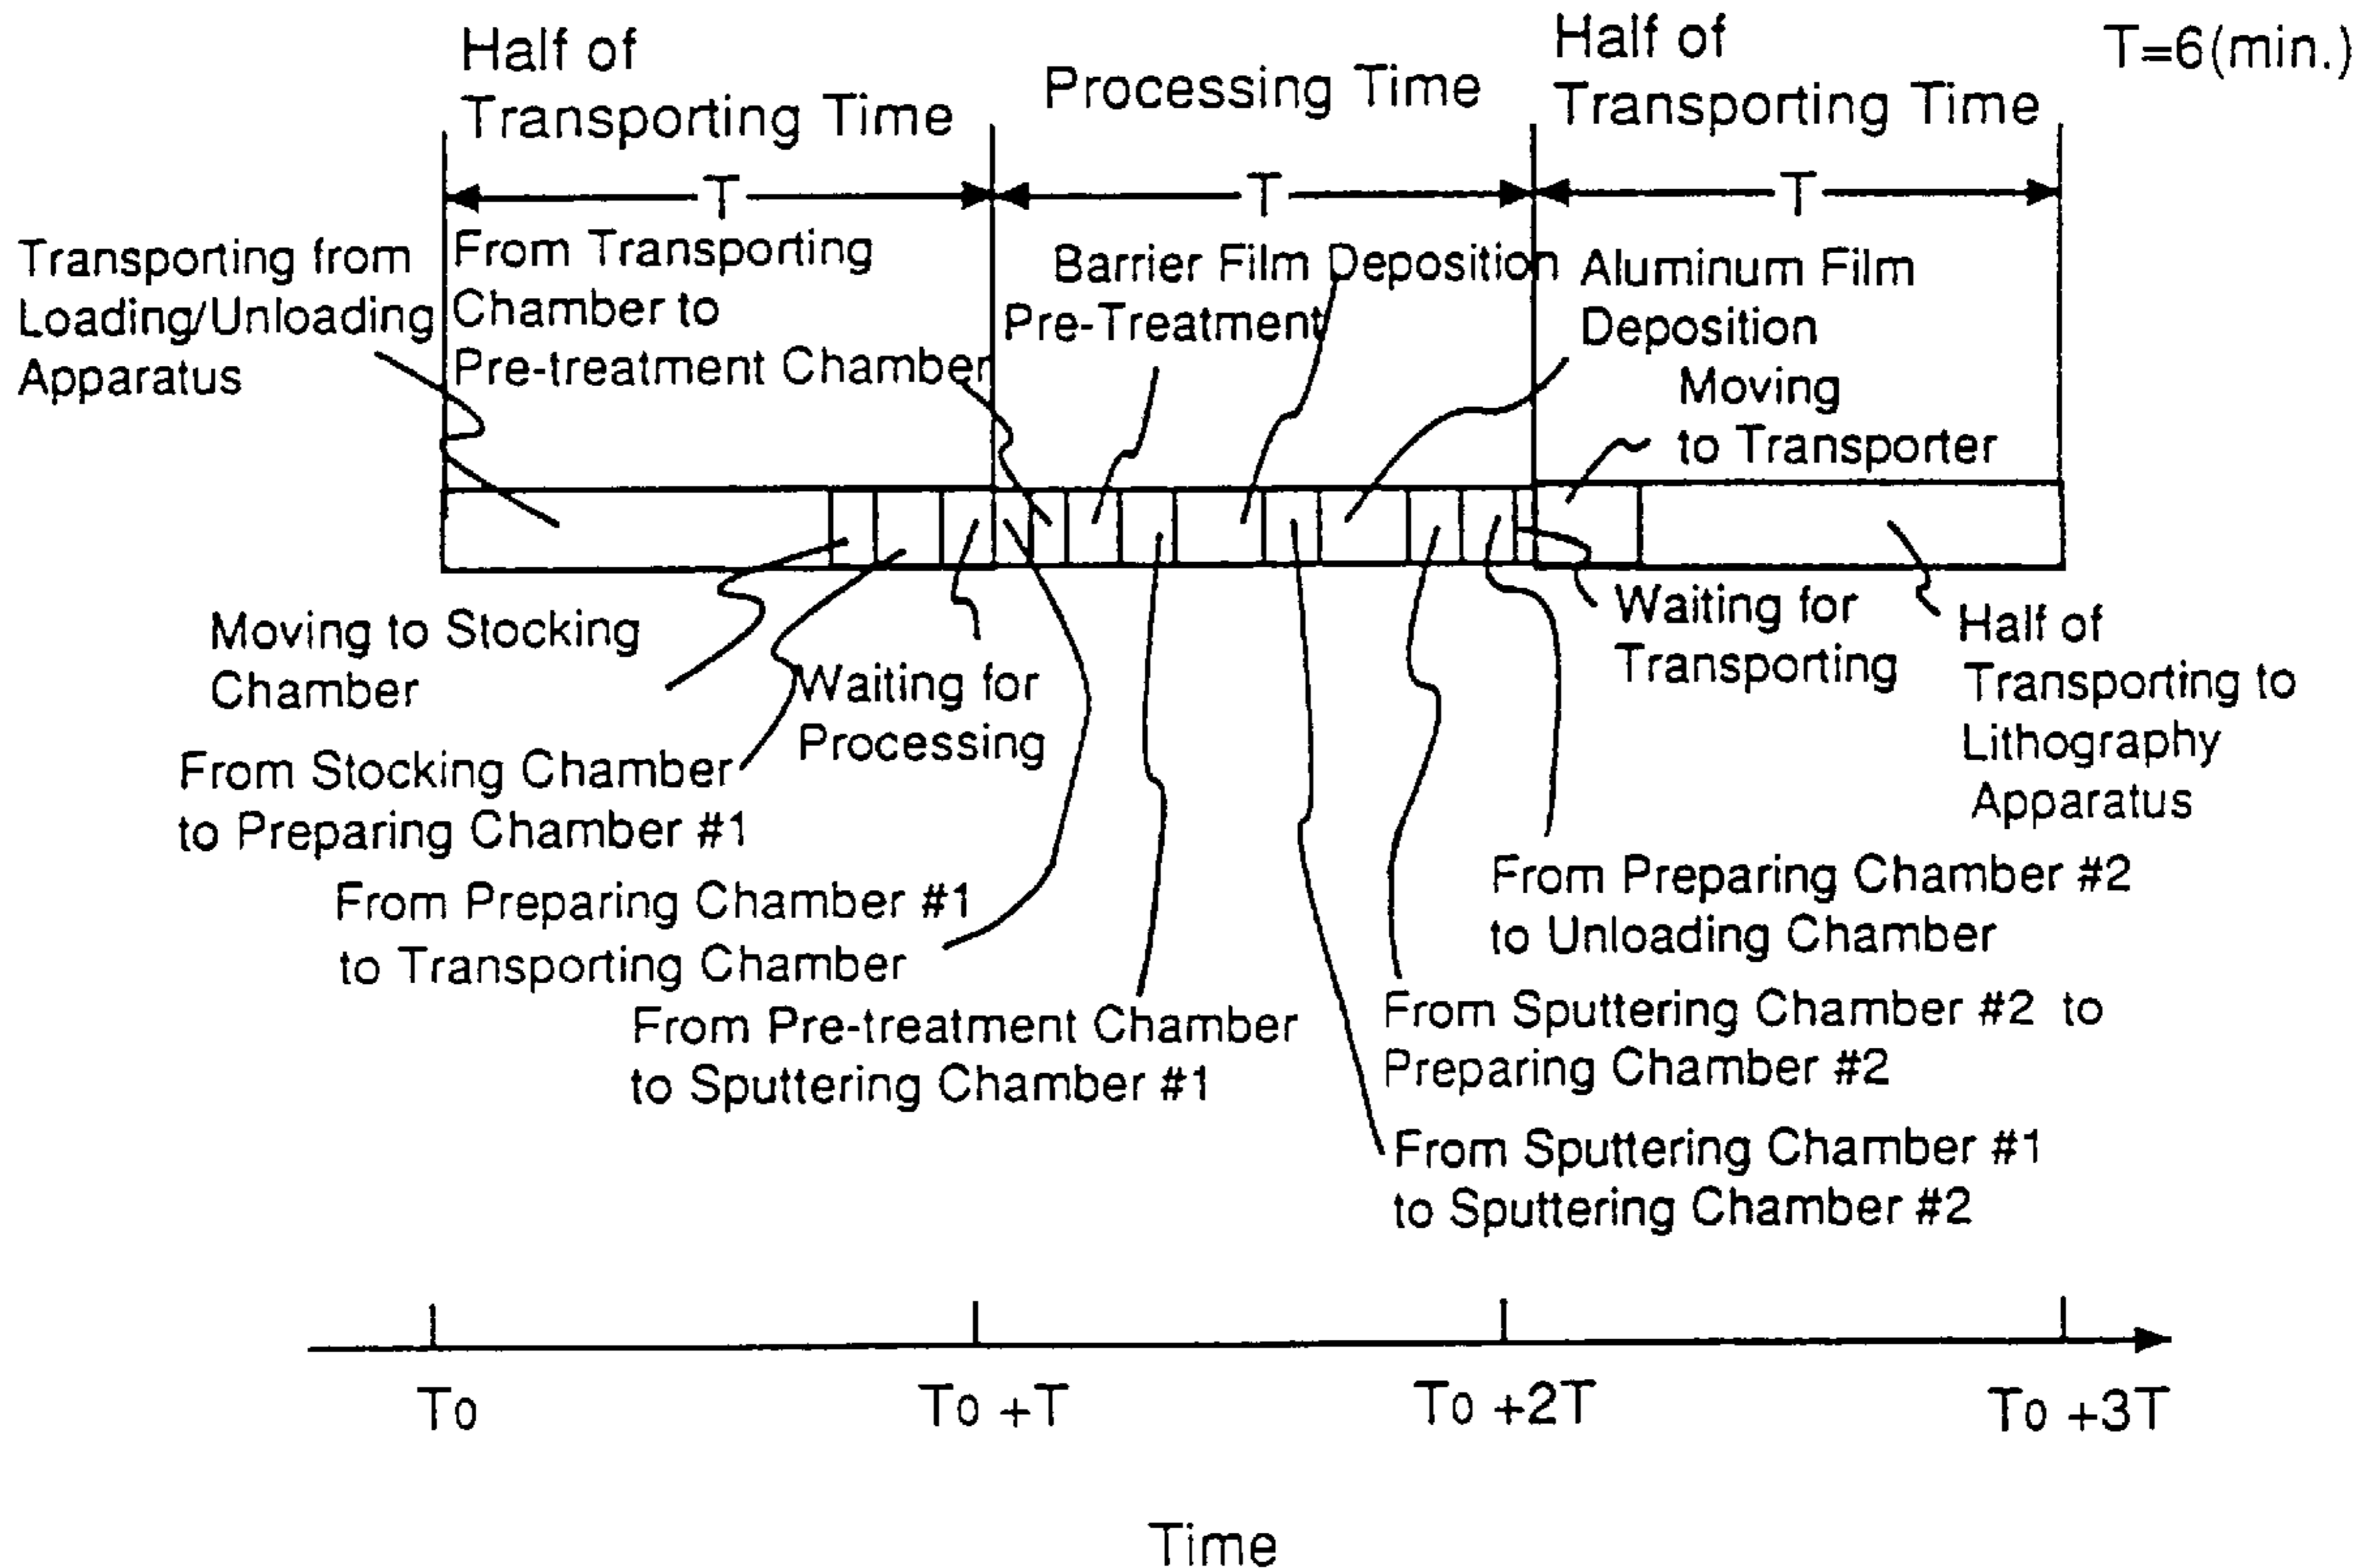 Half of
Transporting Time
Processing Time
Half of
Transporting Time
T=6(min.)
T
T
T
Transporting from
Loading/Unloading
Apparatus
From Transporting
Chamber to
Pre-treatment Chamber
Barrier Film Deposition
Pre-Treatment
Aluminum Film
Deposition
Moving
to Transporter
Moving to Stocking
Chamber
Waiting for
Processing
From Stocking Chamber
to Preparing Chamber #1
From Preparing Chamber #1
to Transporting Chamber
From Pre-treatment Chamber
to Sputtering Chamber #1
Waiting for
Transporting
Half of
Transporting to
Lithography
Apparatus
From Preparing Chamber #2
to Unloading Chamber
From Sputtering Chamber #2 to
Preparing Chamber #2
From Sputtering Chamber #1
to Sputtering Chamber #2
To
To +T
To +2T
To +3T
Time